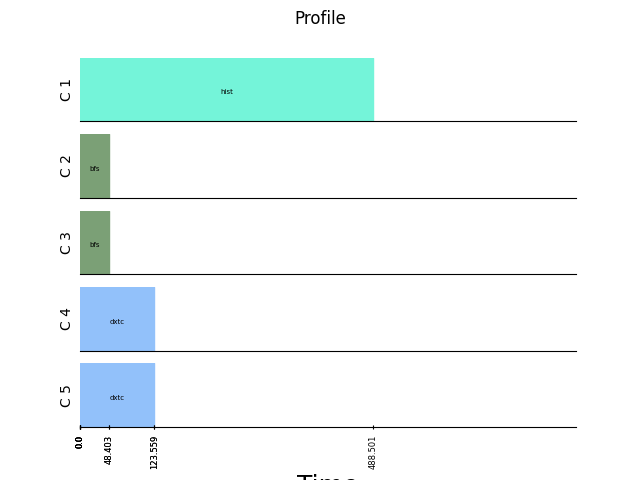 Profile
C 1
hist
C 2
bfs
C 3
bfs
C 4
dxtc
C 5
dxtc
0.0
48.403
123.559
488.501